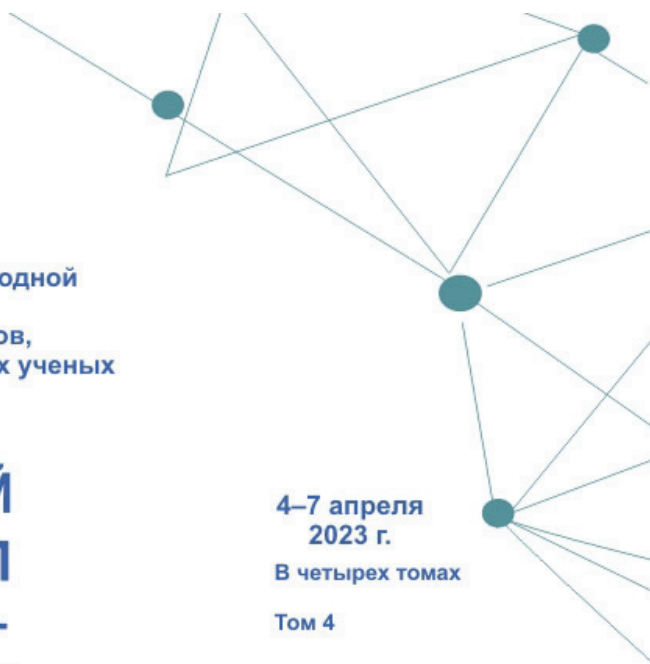 одной
ов,
х ученых
Й
4–7 апреля
2023 г.
В четырех томах
Том 4